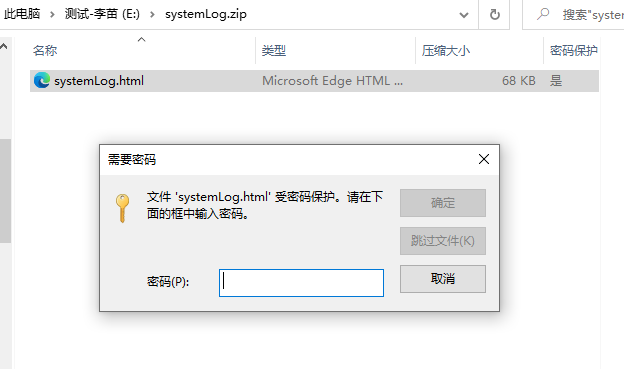 此电脑 > 测试-李苗 (E:) > systemLog.zip
搜索"system
名称 类型 压缩大小 密码保护
systemLog.html Microsoft Edge HTML ... 68 KB 是
需要密码
文件 'systemLog.html' 受密码保护。请在下
面的框中输入密码。
确定
跳过文件(K)
密码(P):
取消